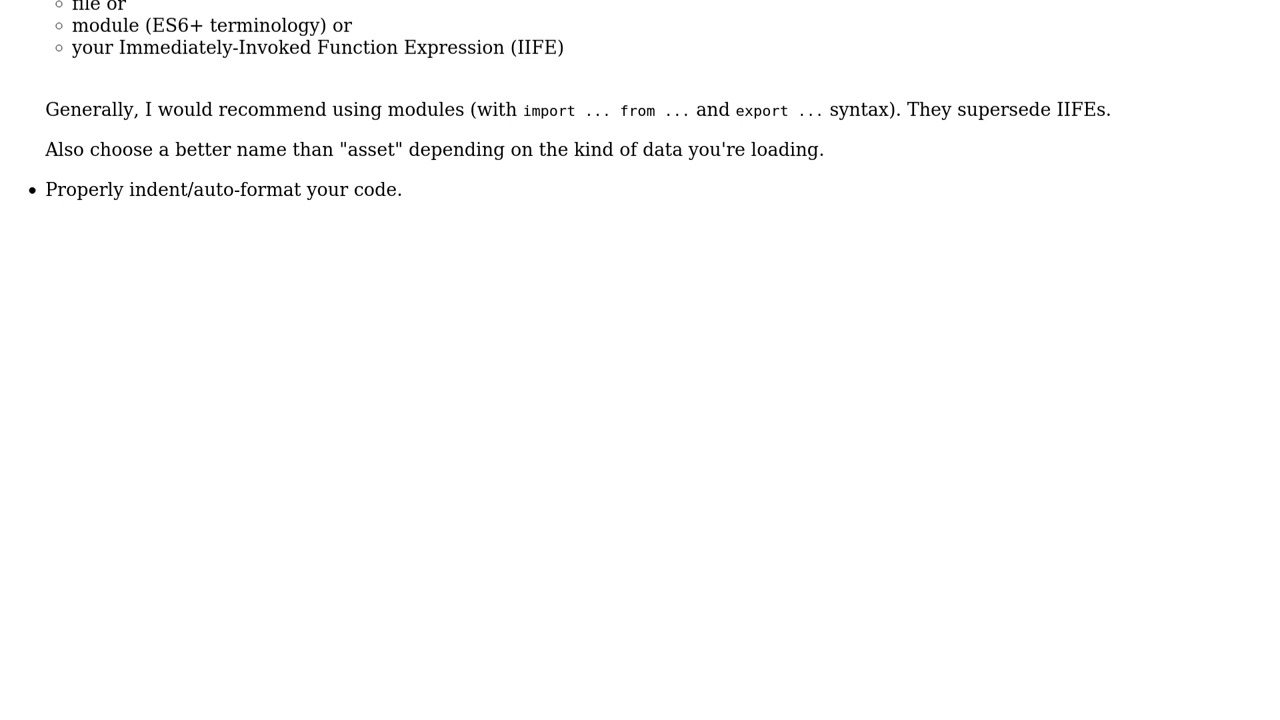 file or
module (ES6+ terminology) or
your Immediately-Invoked Function Expression (IIFE)
Generally, I would recommend using modules (with import ... from ... and export ... syntax). They supersede IIFEs.
Also choose a better name than "asset" depending on the kind of data you're loading.
Properly indent/auto-format your code.